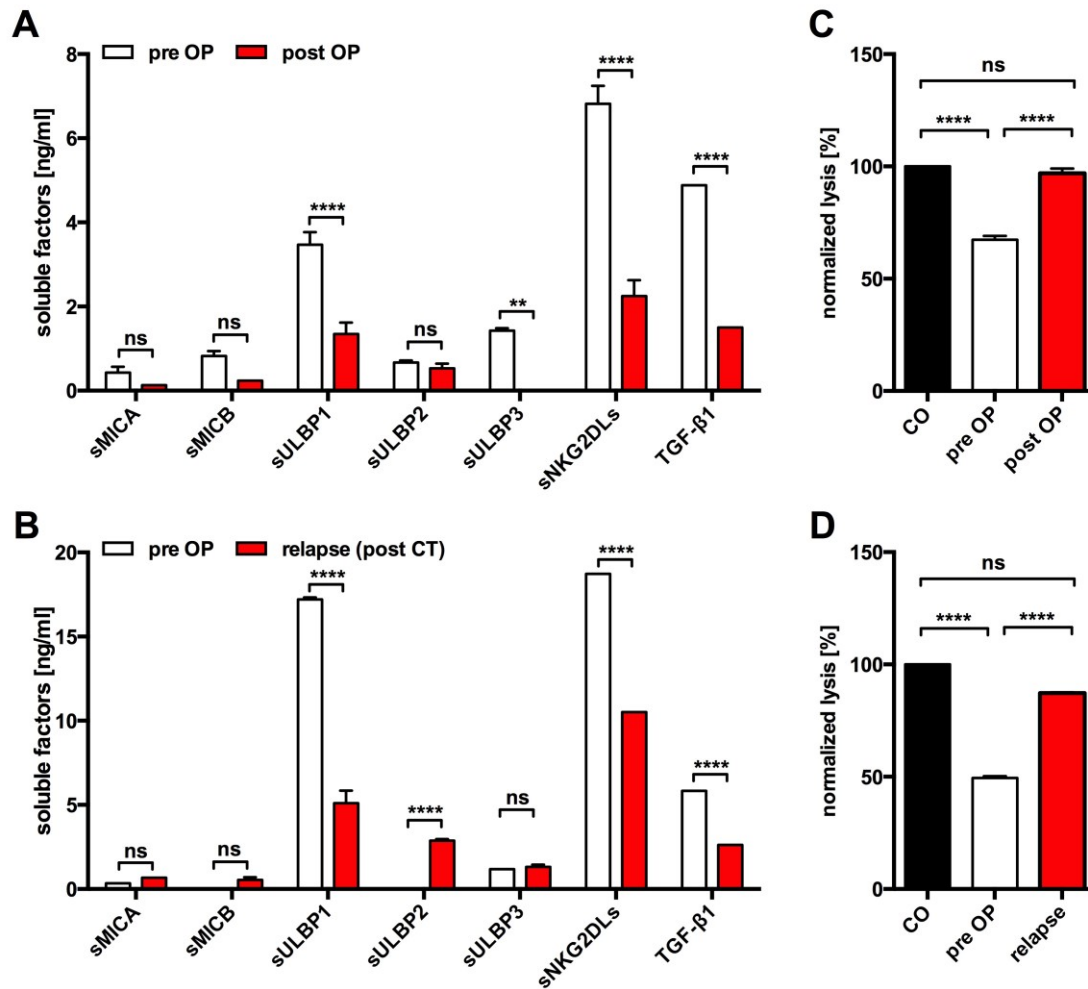 A
pre OP
post OP
soluble factors [ng/ml]
8
6
4
2
0
ns
ns
****
ns
**
****
****
sMICA
sMICB
sULBP1
sULBP2
sULBP3
sNKG2DLs
TGF-β1
C
normalized lysis [%]
150
100
50
0
ns
****
****
CO
pre OP
post OP
B
pre OP
relapse (post CT)
soluble factors [ng/ml]
20
15
10
5
0
ns
ns
****
****
ns
****
****
sMICA
sMICB
sULBP1
sULBP2
sULBP3
sNKG2DLs
TGF-β1
D
normalized lysis [%]
150
100
50
0
ns
****
****
CO
pre OP
relapse